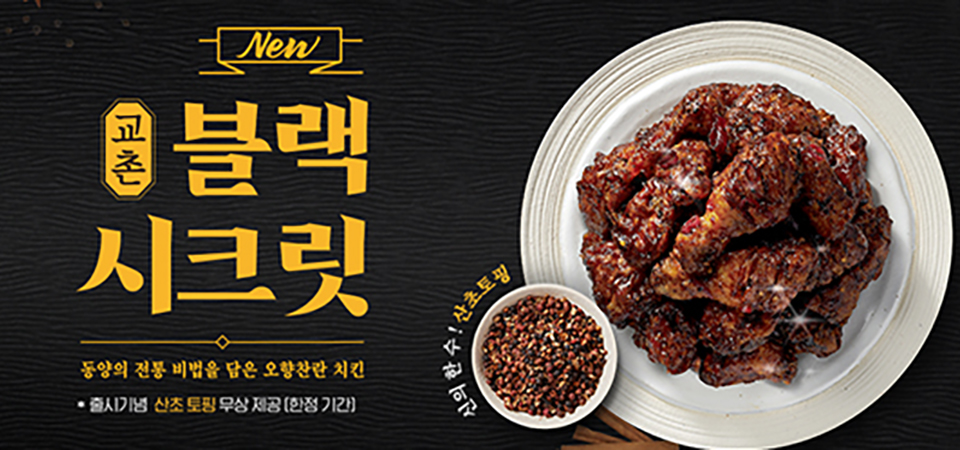 New
교촌
블랙
시크릿
동양의 전통 비법을 담은 오향찬란 치킨
* 출시기념 산초 토핑 무상 제공 (한정 기간)
신의 한 수! 산초토핑